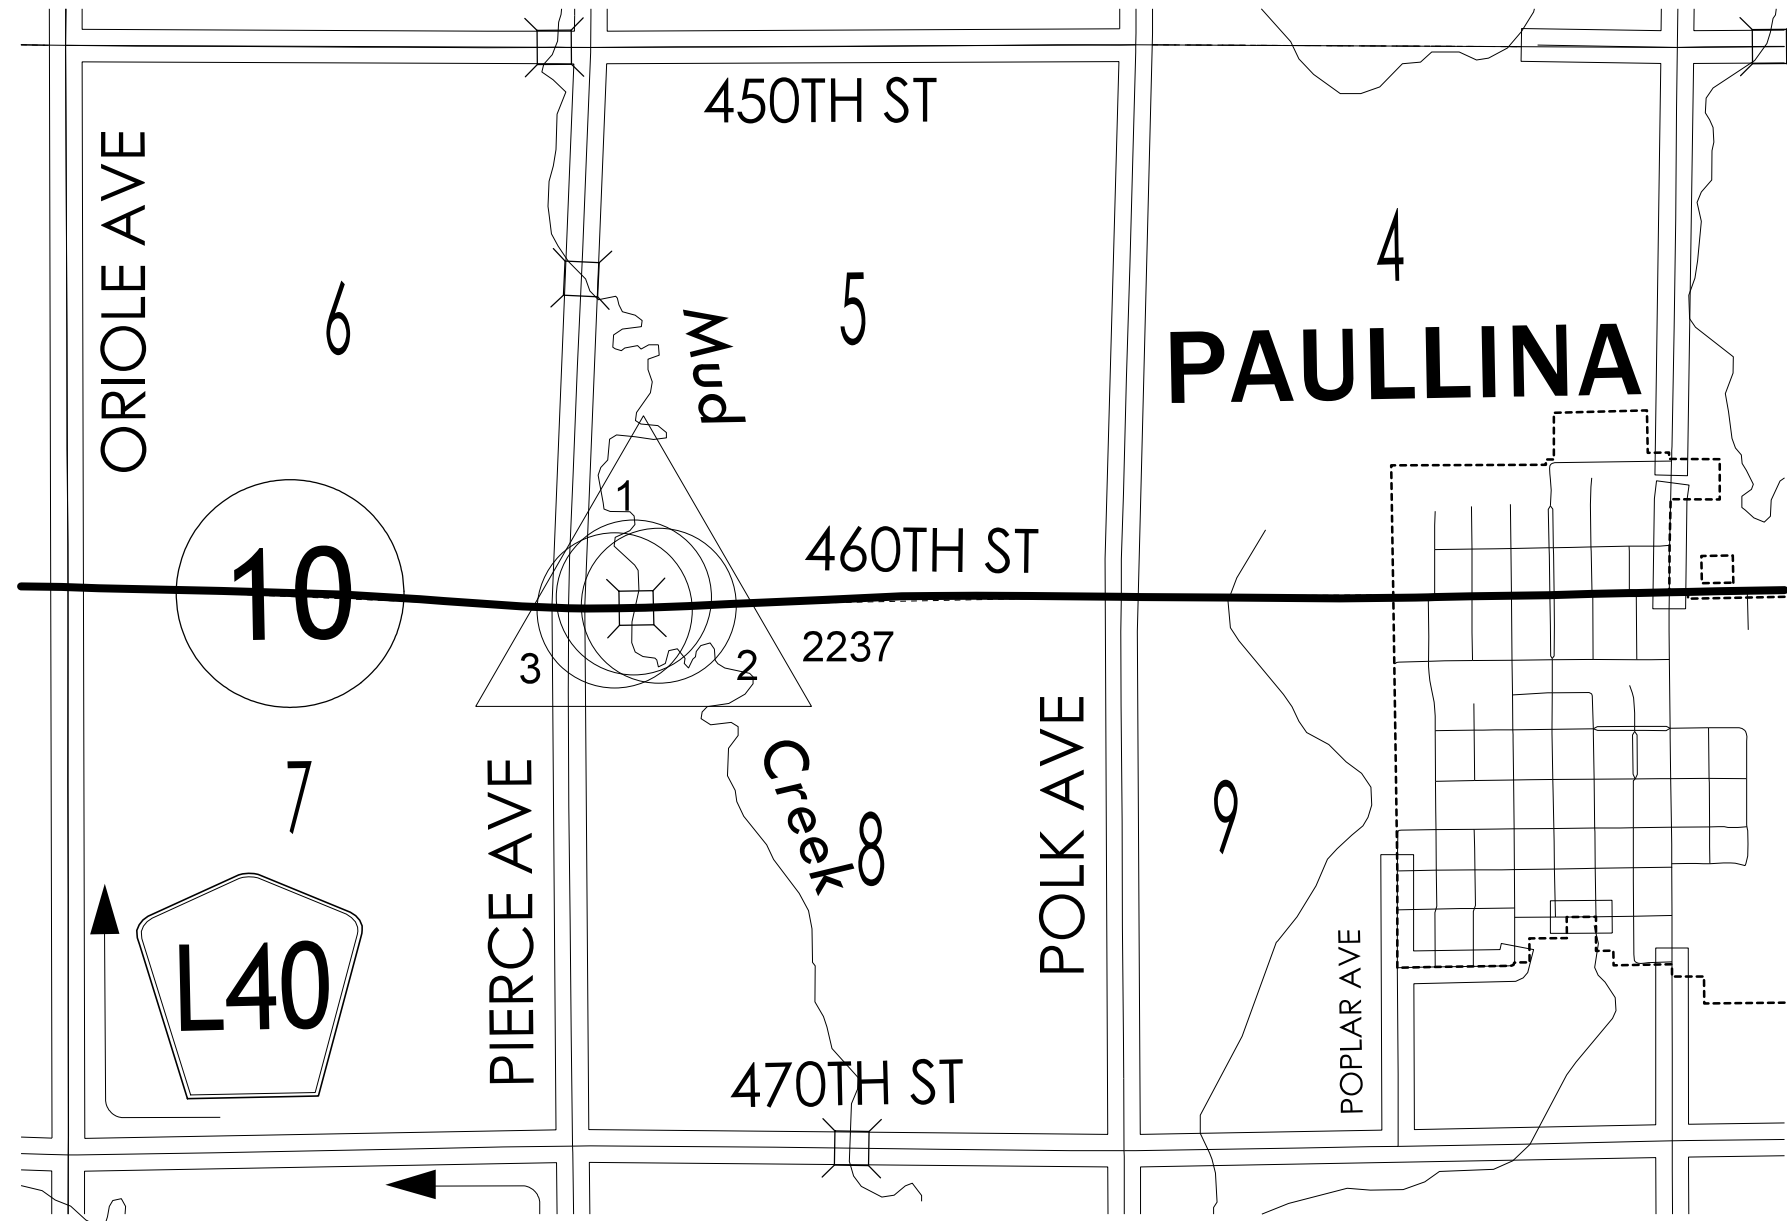 450TH ST
ORIOLE AVE
6
5
4
Mud
PAULLINA
1
10
460TH ST
3
2
2237
7
PIERCE AVE
Creek
8
POLK AVE
9
L40
POPLAR AVE
470TH ST